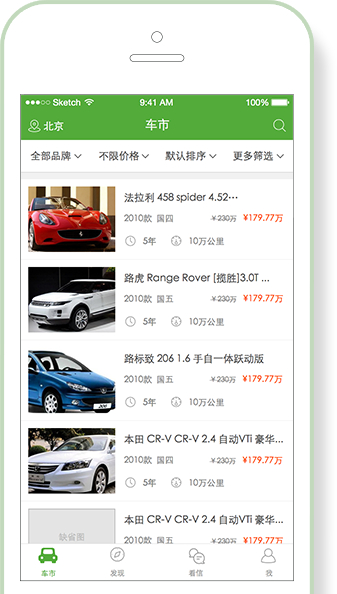 Sketch 9:41 AM 100%
北京 车市
全部品牌 不限价格 默认排序 更多筛选
法拉利 458 spider 4.52…
2010款 国四 ¥230万 ¥179.77万
5年 10万公里
路虎 Range Rover [揽胜]3.0T ...
2010款 国五 ¥230万 ¥179.77万
5年 10万公里
路标致 206 1.6 手自一体跃动版
2010款 国五 ¥230万 ¥179.77万
206
5年 10万公里
本田 CR-V CR-V 2.4 自动VTi 豪华...
2010款 国五 ¥230万 ¥179.77万
5年 10万公里
本田 CR-V CR-V 2.4 自动VTi 豪华...
缺省图
2010款 国五 ¥230万 ¥179.77万
车市 发现 看信 我